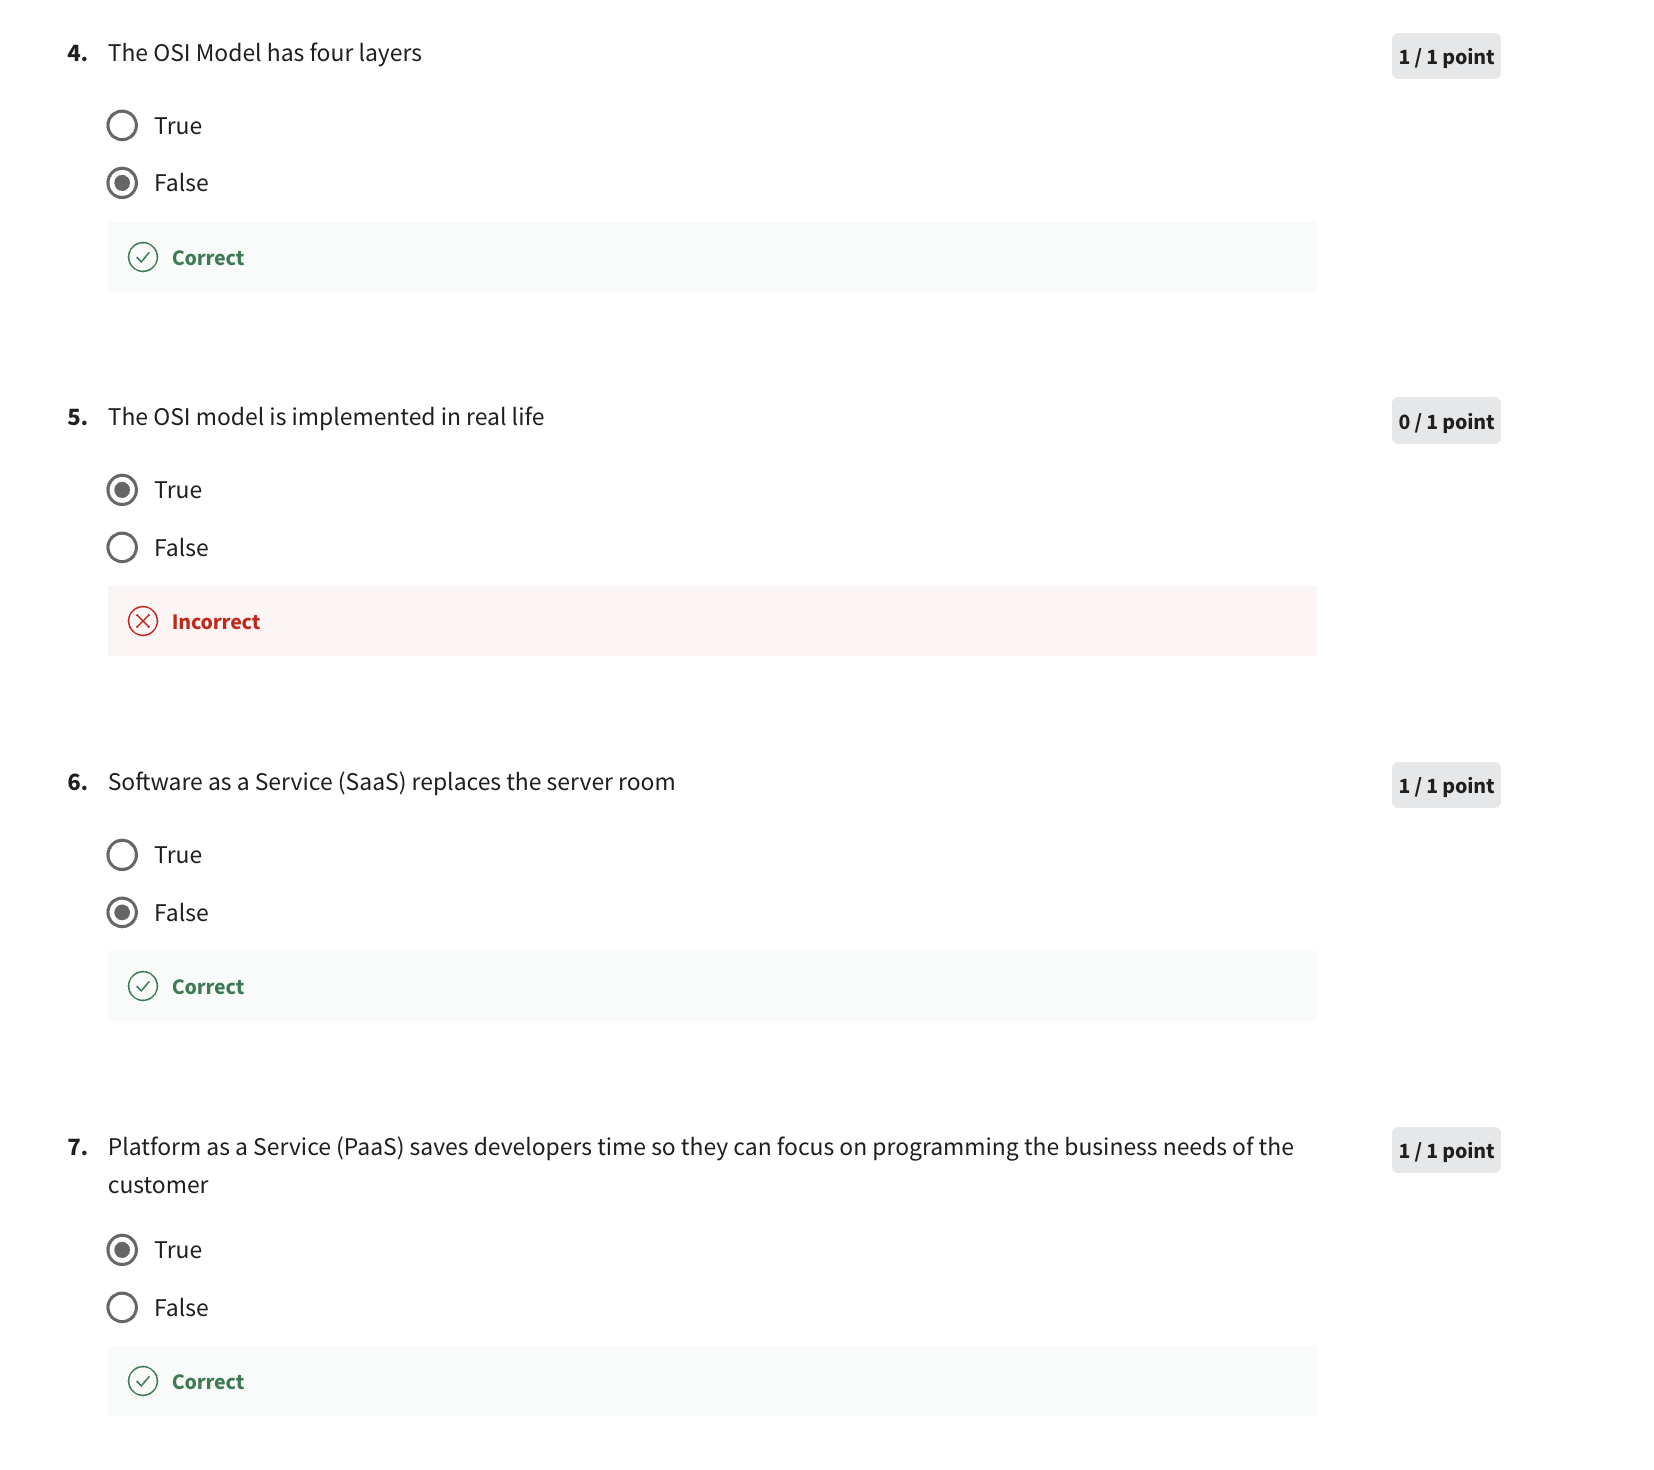 4. The OSI Model has four layers
1 / 1 point
True
False
Correct
5. The OSI model is implemented in real life
0 / 1 point
True
False
Incorrect
6. Software as a Service (SaaS) replaces the server room
1 / 1 point
True
False
Correct
7. Platform as a Service (PaaS) saves developers time so they can focus on programming the business needs of the
customer
1 / 1 point
True
False
Correct